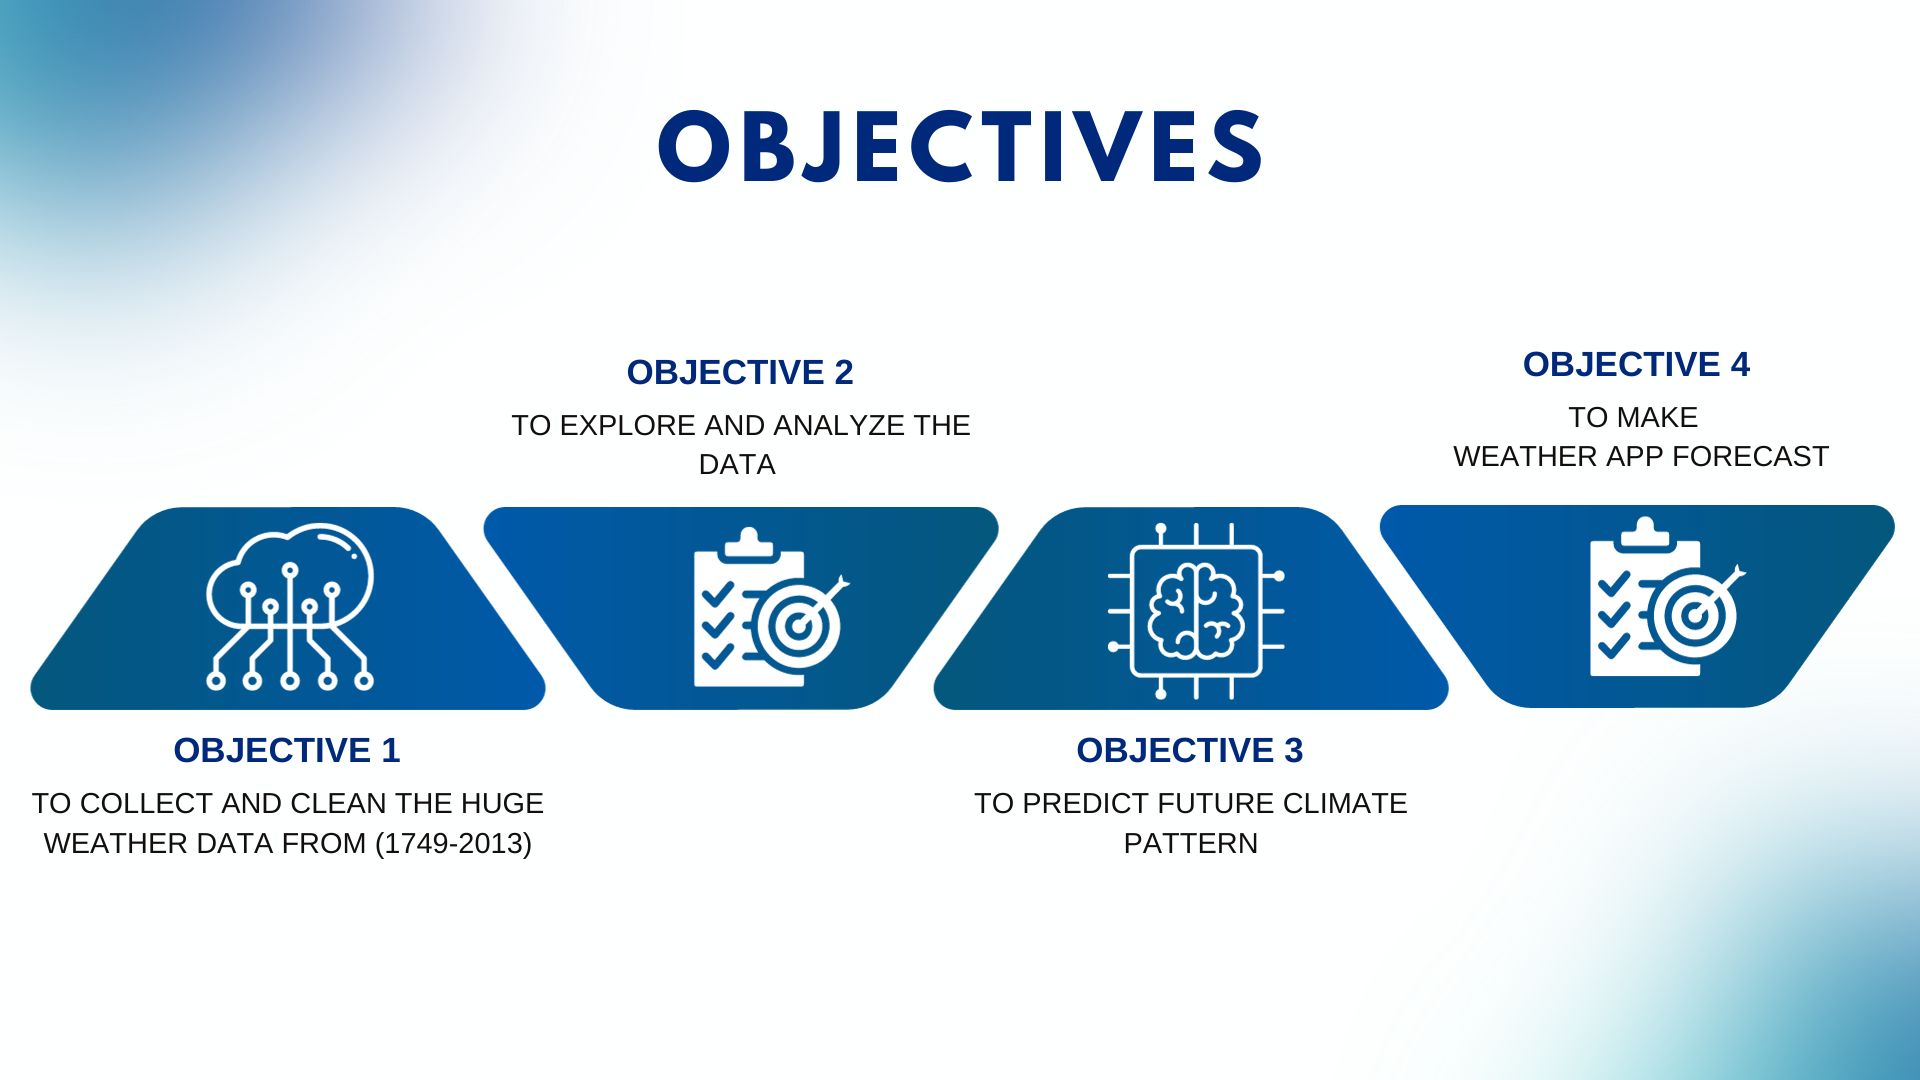 OBJECTIVES
OBJECTIVE 1
TO COLLECT AND CLEAN THE HUGE
WEATHER DATA FROM (1749-2013)
OBJECTIVE 2
TO EXPLORE AND ANALYZE THE
DATA
OBJECTIVE 3
TO PREDICT FUTURE CLIMATE
PATTERN
OBJECTIVE 4
TO MAKE
WEATHER APP FORECAST